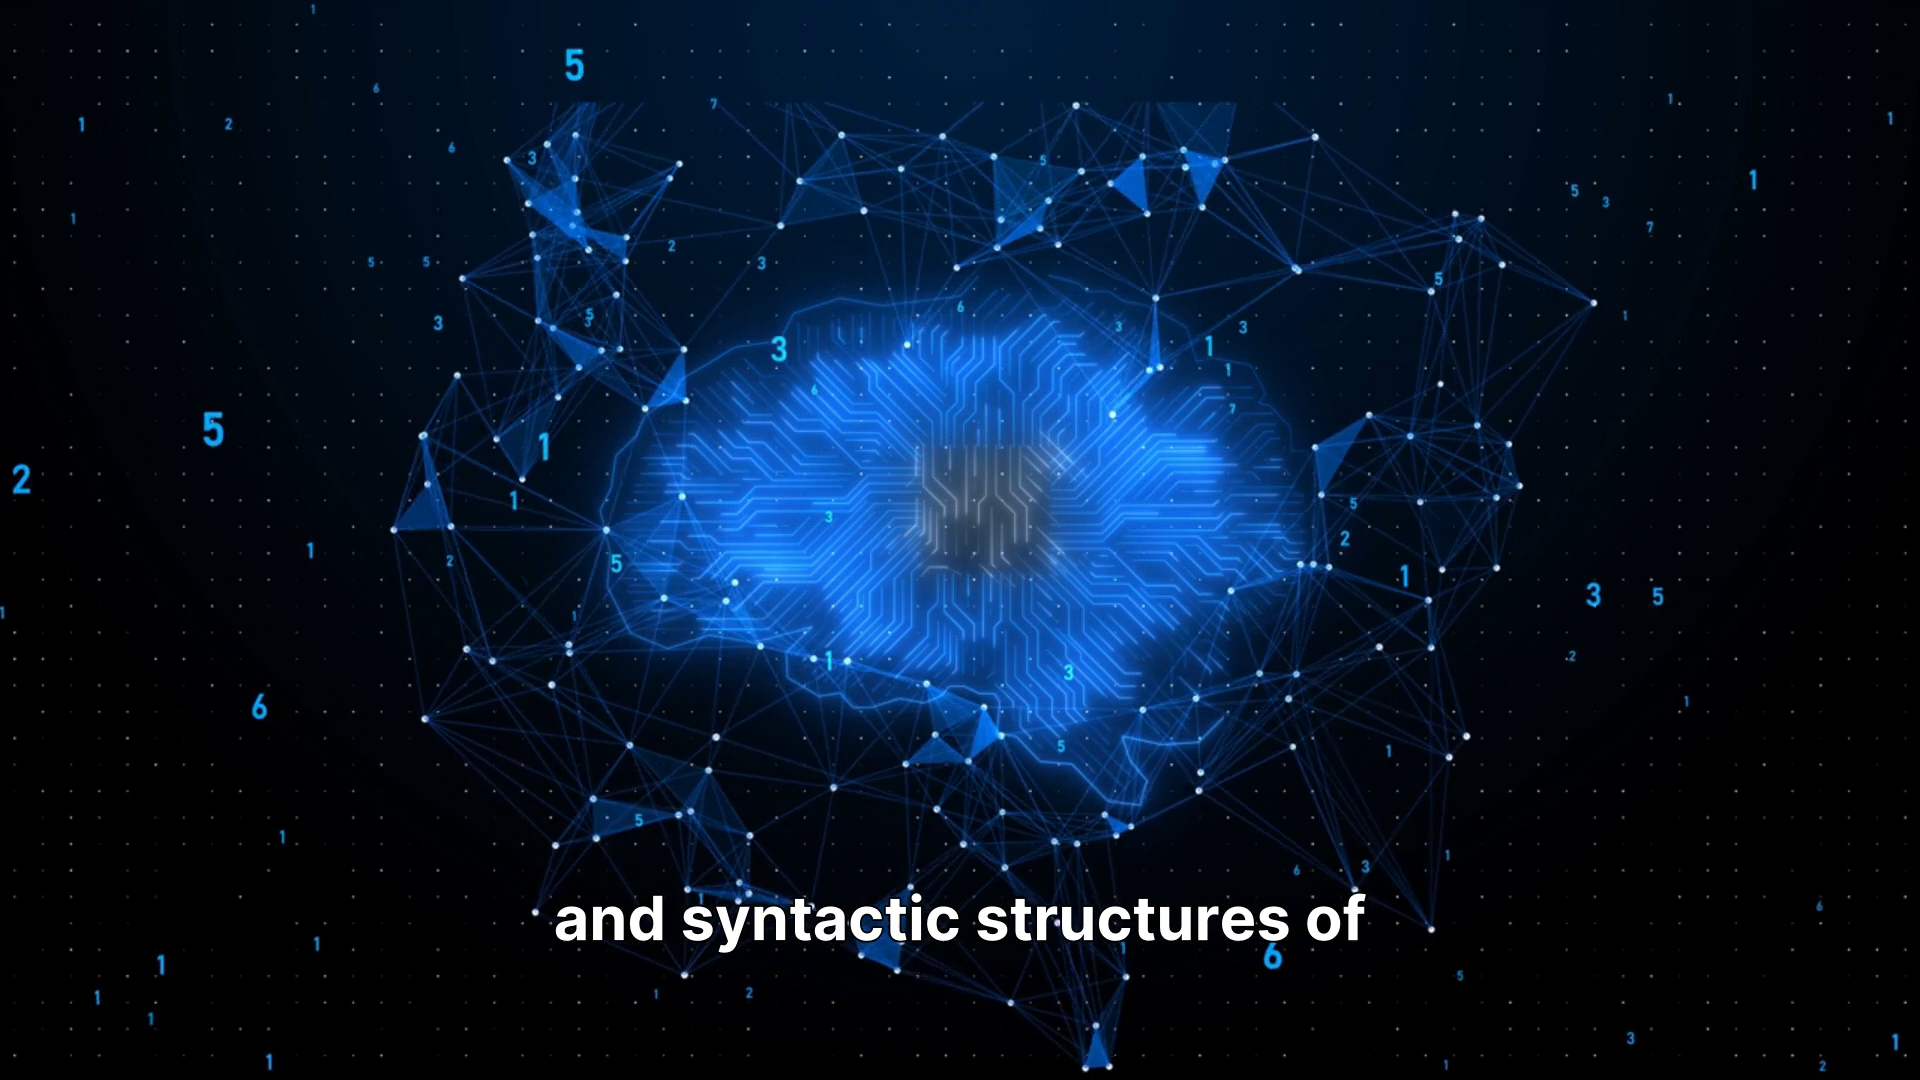 and syntactic structures of